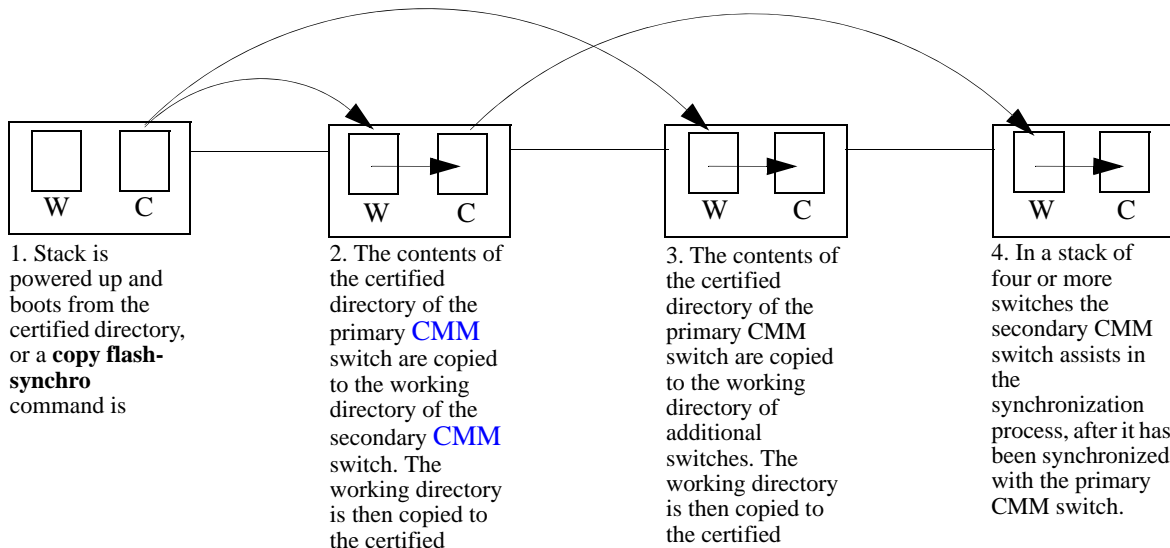 W C
W C
W C
W C
1. Stack is
powered up and
boots from the
certified directory,
or a copy flash-
synchro
command is
2. The contents of
the certified
directory of the
primary CMM
switch are copied
to the working
directory of the
secondary CMM
switch. The
working directory
is then copied to
the certified
3. The contents of
the certified
directory of the
primary CMM
switch are copied
to the working
directory of
additional
switches. The
working directory
is then copied to
the certified
4. In a stack of
four or more
switches the
secondary CMM
switch assists in
the
synchronization
process, after it has
been synchronized
with the primary
CMM switch.